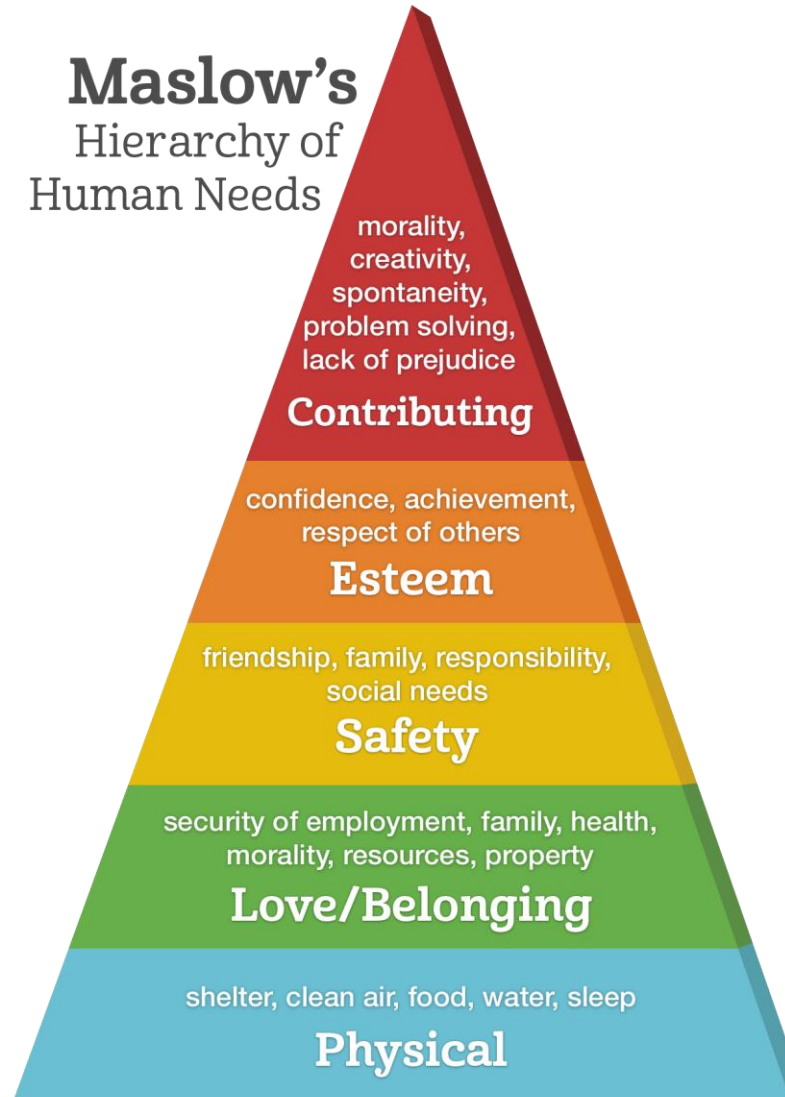 Maslow's
Hierarchy of
Human Needs
morality,
creativity,
spontaneity,
problem solving,
lack of prejudice
Contributing
confidence, achievement,
respect of others
Esteem
friendship, family, responsibility,
social needs
Safety
security of employment, family, health,
morality, resources, property
Love/Belonging
shelter, clean air, food, water, sleep
Physical